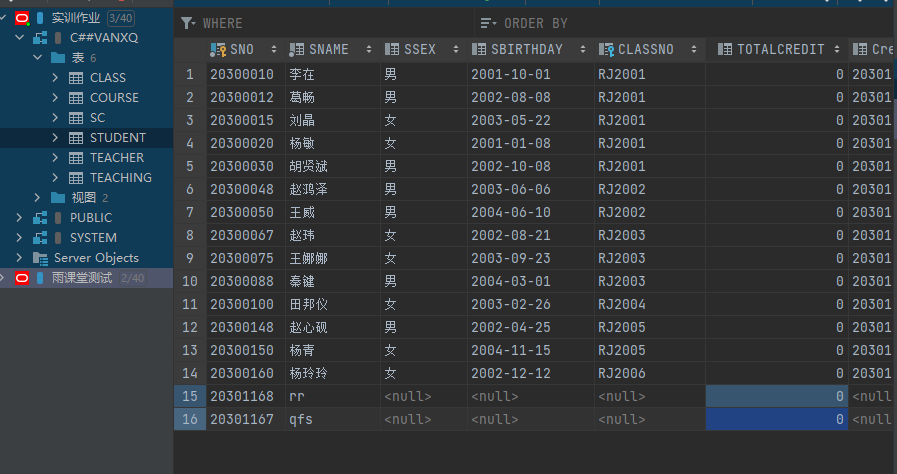 实训作业 3/40
C##VANXQ
表 6
CLASS
COURSE
SC
STUDENT
TEACHER
TEACHING
视图 2
PUBLIC
SYSTEM
Server Objects
雨课堂测试 2/40
WHERE ORDER BY
SNO SNAME SSEX SBIRTHDAY CLASSNO TOTALCREDIT Cre
1 20300010 李在 男 2001-10-01 RJ2001 0 20301
2 20300012 葛畅 男 2002-08-08 RJ2001 0 20301
3 20300015 刘晶 女 2003-05-22 RJ2001 0 20301
4 20300020 杨敏 女 2001-01-08 RJ2001 0 20301
5 20300030 胡贤斌 男 2002-10-08 RJ2001 0 20301
6 20300048 赵鸿泽 男 2003-06-06 RJ2002 0 20301
7 20300050 王威 男 2004-06-10 RJ2002 0 20301
8 20300067 赵玮 女 2002-08-21 RJ2003 0 20301
9 20300075 王娜娜 女 2003-09-23 RJ2003 0 20301
10 20300088 秦键 男 2004-03-01 RJ2003 0 20301
11 20300100 田邦仪 女 2003-02-26 RJ2004 0 20301
12 20300148 赵心砚 男 2002-04-25 RJ2005 0 20301
13 20300150 杨青 女 2004-11-15 RJ2005 0 20301
14 20300160 杨玲玲 女 2002-12-12 RJ2006 0 20301
15 20301168 rr <null> <null> <null> 0 <null
16 20301167 qfs <null> <null> <null> 0 <null